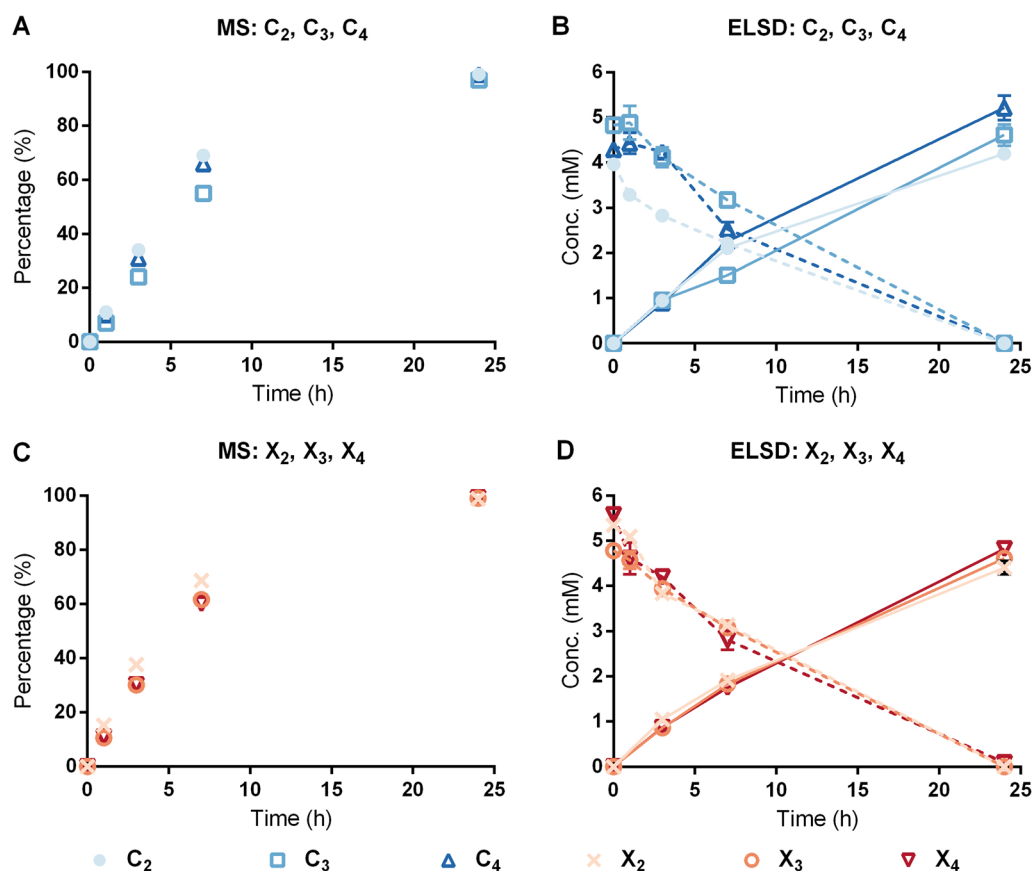 A
MS: C₂, C₃, C₄
Percentage (%)
100
80
60
40
20
0
0 5 10 15 20 25
Time (h)
B
ELSD: C₂, C₃, C₄
Conc. (mM)
6
5
4
3
2
1
0
0 5 10 15 20 25
Time (h)
C
MS: X₂, X₃, X₄
Percentage (%)
100
80
60
40
20
0
0 5 10 15 20 25
Time (h)
D
ELSD: X₂, X₃, X₄
Conc. (mM)
6
5
4
3
2
1
0
0 5 10 15 20 25
Time (h)
C₂ C₃ C₄ X₂ X₃ X₄